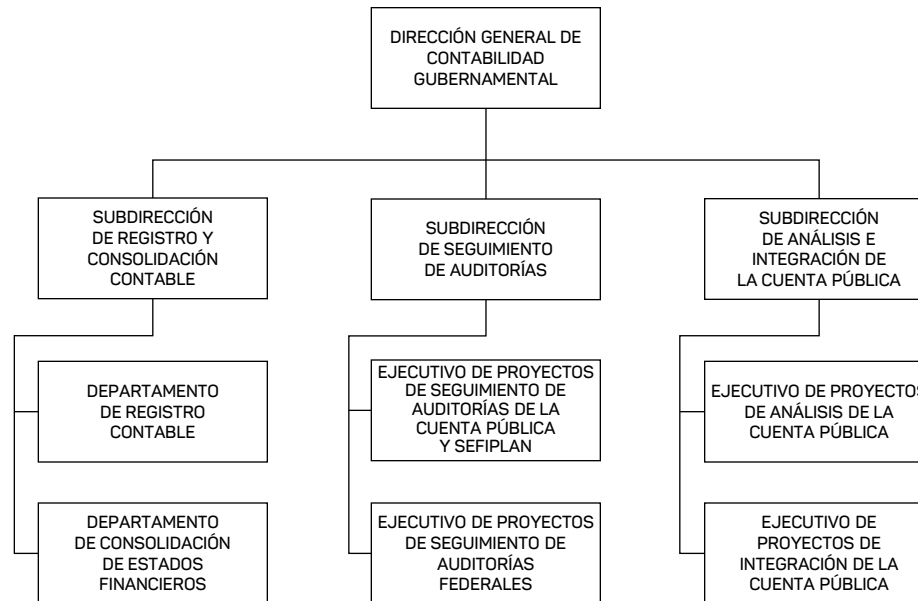 DIRECCIÓN GENERAL DE
CONTABILIDAD
GUBERNAMENTAL
SUBDIRECCIÓN
DE REGISTRO Y
CONSOLIDACIÓN
CONTABLE
SUBDIRECCIÓN
DE SEGUIMIENTO
DE AUDITORÍAS
SUBDIRECCIÓN
DE ANÁLISIS E
INTEGRACIÓN DE
LA CUENTA PÚBLICA
DEPARTAMENTO
DE REGISTRO
CONTABLE
EJECUTIVO DE PROYECTOS
DE SEGUIMIENTO DE
AUDITORÍAS DE LA
CUENTA PÚBLICA
Y SEFIPLAN
EJECUTIVO DE PROYECTOS
DE ANÁLISIS DE LA
CUENTA PÚBLICA
DEPARTAMENTO
DE CONSOLIDACIÓN
DE ESTADOS
FINANCIEROS
EJECUTIVO DE PROYECTOS
DE SEGUIMIENTO DE
AUDITORÍAS
FEDERALES
EJECUTIVO DE
PROYECTOS DE
INTEGRACIÓN DE LA
CUENTA PÚBLICA